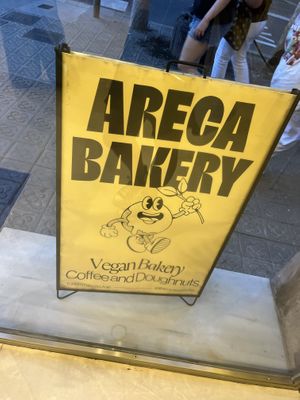 ARECA
BAKERY
Vegan Bakery
Coffee and Doughnuts